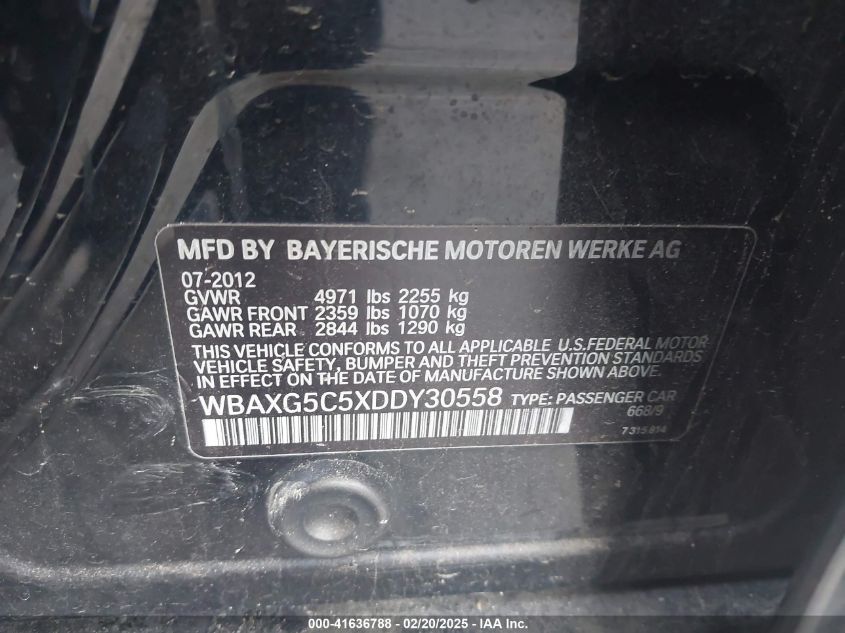 MFD BY BAYERISCHE MOTOREN WERKE AG
07-2012
GVWR 4971 lbs 2255 kg
GAWR FRONT 2359 lbs 1070 kg
GAWR REAR 2844 lbs 1290 kg
THIS VEHICLE CONFORMS TO ALL APPLICABLE U.S.FEDERAL MOTOR
VEHICLE SAFETY, BUMPER AND THEFT PREVENTION STANDARDS
IN EFFECT ON THE DATE OF MANUFACTURE SHOWN ABOVE.
WBAXG5C5XDDY30558 TYPE: PASSENGER CAR
668/9
7315814
000-41636788 - 02/20/2025 - IAA Inc.